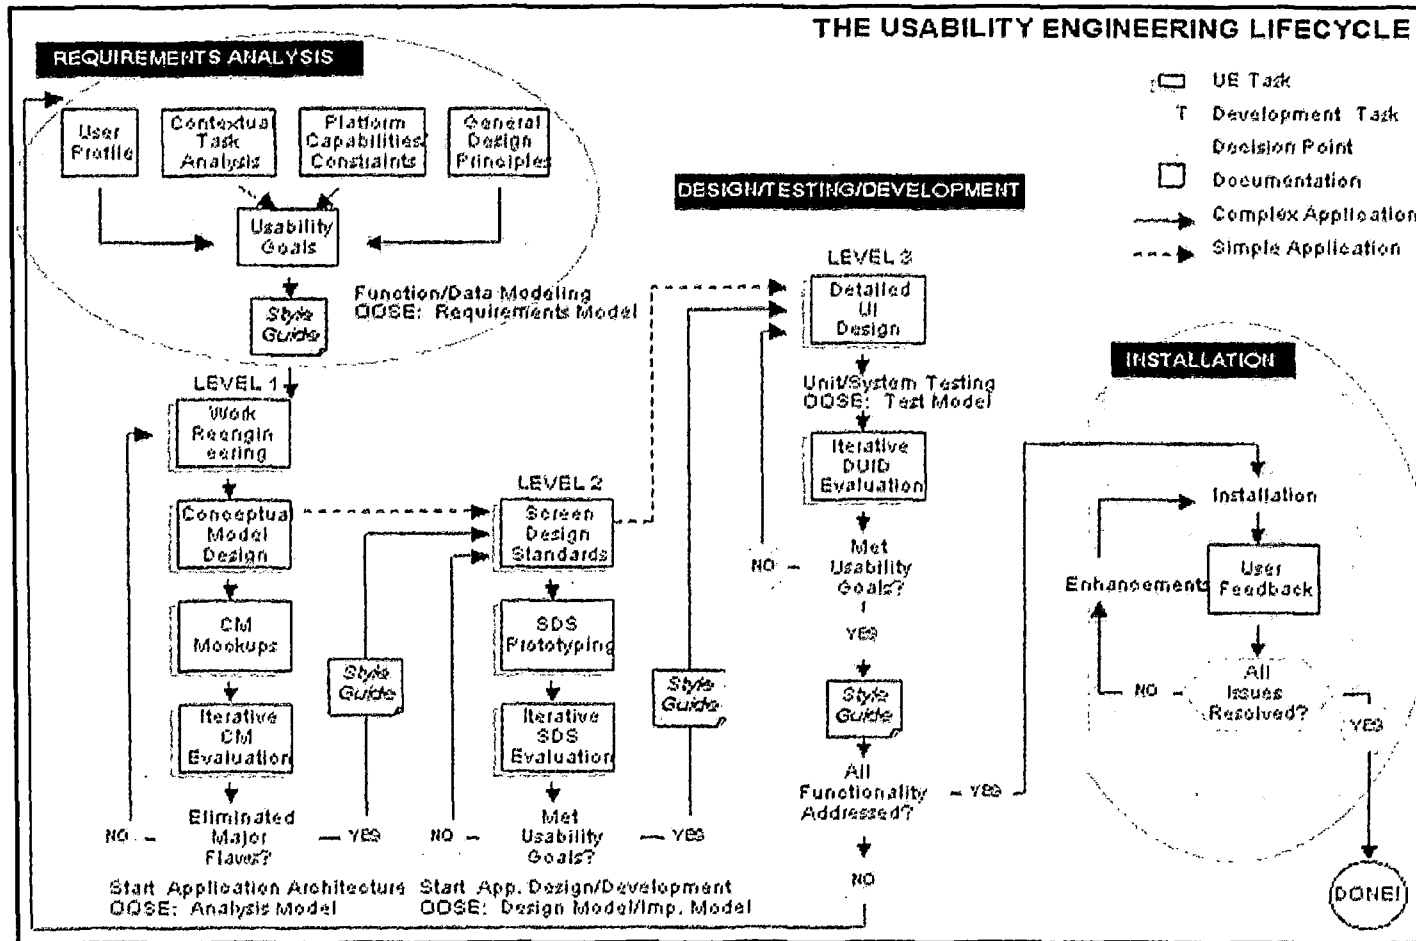 THE USABILITY ENGINEERING LIFECYCLE
REQUIREMENTS ANALYSIS
User
Profile
Contextual
Task
Analysis
Platform
Capabilities/
Constraints
General
Design
Principles
Usability
Goals
Style
Guide
Function/Data Modeling
OOSE: Requirements Model
UE Task
T Development Task
Decision Point
Documentation
Complex Application
Simple Application
DESIGN/TESTING/DEVELOPMENT
LEVEL 1
Work
Reengin
eering
Conceptual
Model
Design
CM
Mockups
Iterative
CM
Evaluation
Eliminated
Major
Flaws?
NO
YES
Style
Guide
Start Application Architecture
OOSE: Analysis Model
LEVEL 2
Screen
Design
Standards
SDS
Prototyping
Iterative
SDS
Evaluation
Met
Usability
Goals?
NO
YES
Style
Guide
Start App. Design/Development
OOSE: Design Model/Imp. Model
LEVEL 3
Detailed
UI
Design
Unit/System Testing
OOSE: Test Model
Iterative
DUID
Evaluation
Met
Usability
Goals?
NO
YES
Style
Guide
All
Functionality
Addressed?
YES
NO
INSTALLATION
Installation
User
Feedback
Enhancements
All
Issues
Resolved?
NO
YES
DONE!